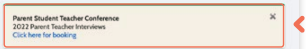 Parent Student Teacher Conference
2022 Parent Teacher Interviews
Click here for booking